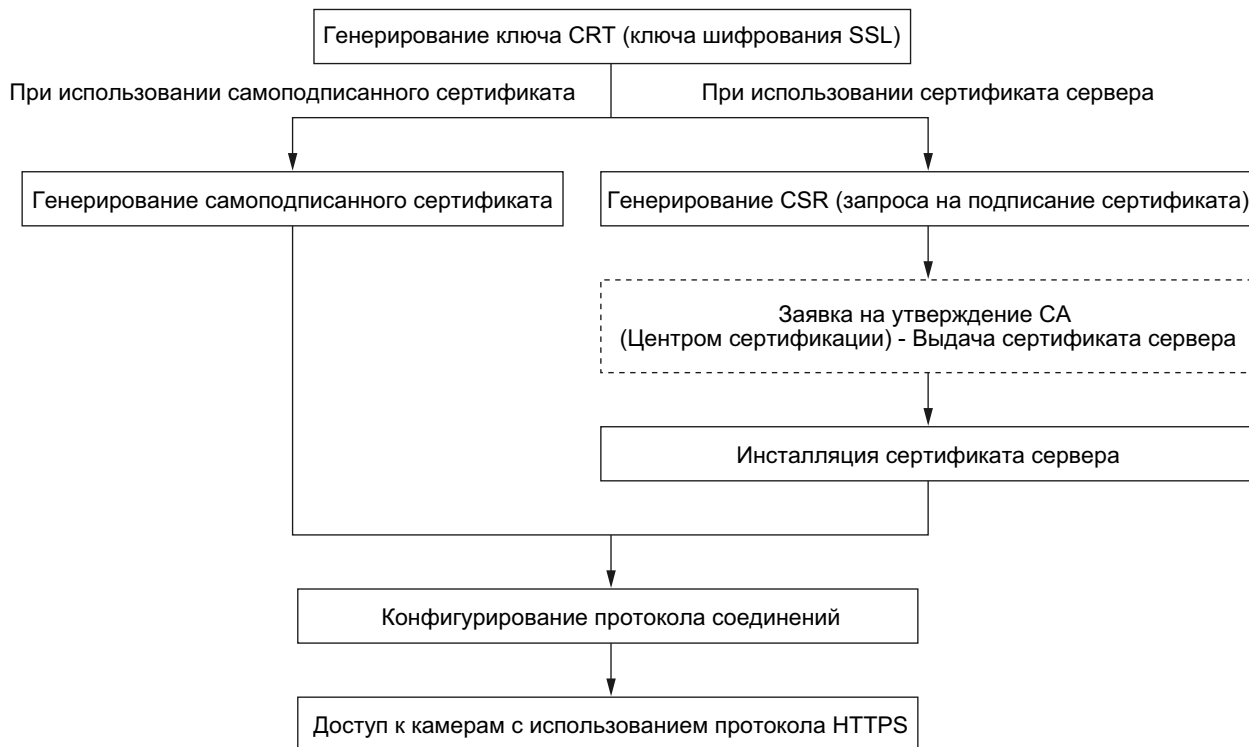 Генерирование ключа CRT (ключа шифрования SSL)
При использовании самоподписанного сертификата
При использовании сертификата сервера
Генерирование самоподписанного сертификата
Генерирование CSR (запроса на подписание сертификата)
Заявка на утверждение CA
(Центром сертификации) - Выдача сертификата сервера
Инсталляция сертификата сервера
Конфигурирование протокола соединений
Доступ к камерам с использованием протокола HTTPS